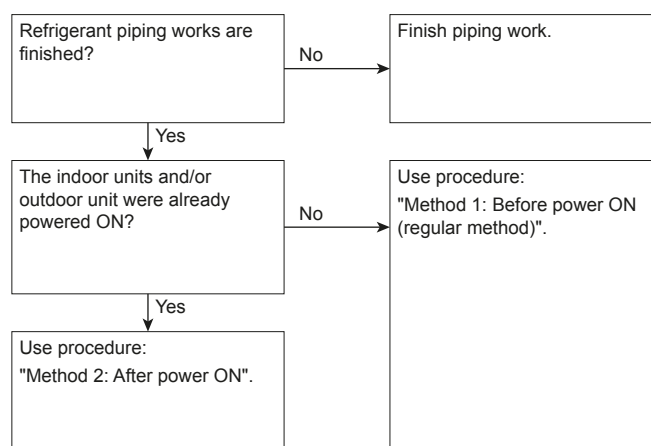 Refrigerant piping works are
finished?
No
Finish piping work.
Yes
The indoor units and/or
outdoor unit were already
powered ON?
No
Use procedure:
"Method 1: Before power ON
(regular method)".
Yes
Use procedure:
"Method 2: After power ON".